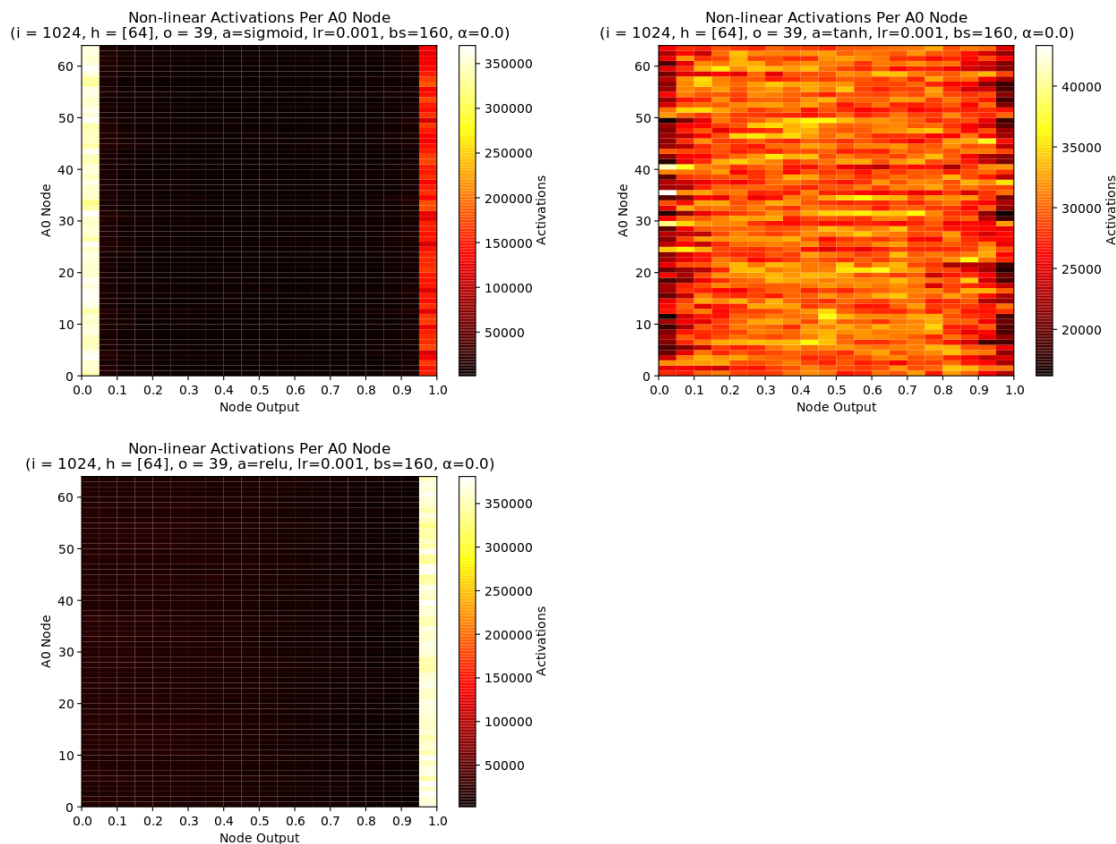 Non-linear Activations Per A0 Node
(i = 1024, h = [64], o = 39, a=sigmoid, lr=0.001, bs=160, α=0.0)
60
50
40
30
20
10
0
A0 Node
0.0 0.1 0.2 0.3 0.4 0.5 0.6 0.7 0.8 0.9 1.0
Node Output
350000
300000
250000
200000
150000
100000
50000
Activations
Non-linear Activations Per A0 Node
(i = 1024, h = [64], o = 39, a=tanh, lr=0.001, bs=160, α=0.0)
60
50
40
30
20
10
0
A0 Node
0.0 0.1 0.2 0.3 0.4 0.5 0.6 0.7 0.8 0.9 1.0
Node Output
40000
35000
30000
25000
20000
Activations
Non-linear Activations Per A0 Node
(i = 1024, h = [64], o = 39, a=relu, lr=0.001, bs=160, α=0.0)
60
50
40
30
20
10
0
A0 Node
0.0 0.1 0.2 0.3 0.4 0.5 0.6 0.7 0.8 0.9 1.0
Node Output
350000
300000
250000
200000
150000
100000
50000
Activations